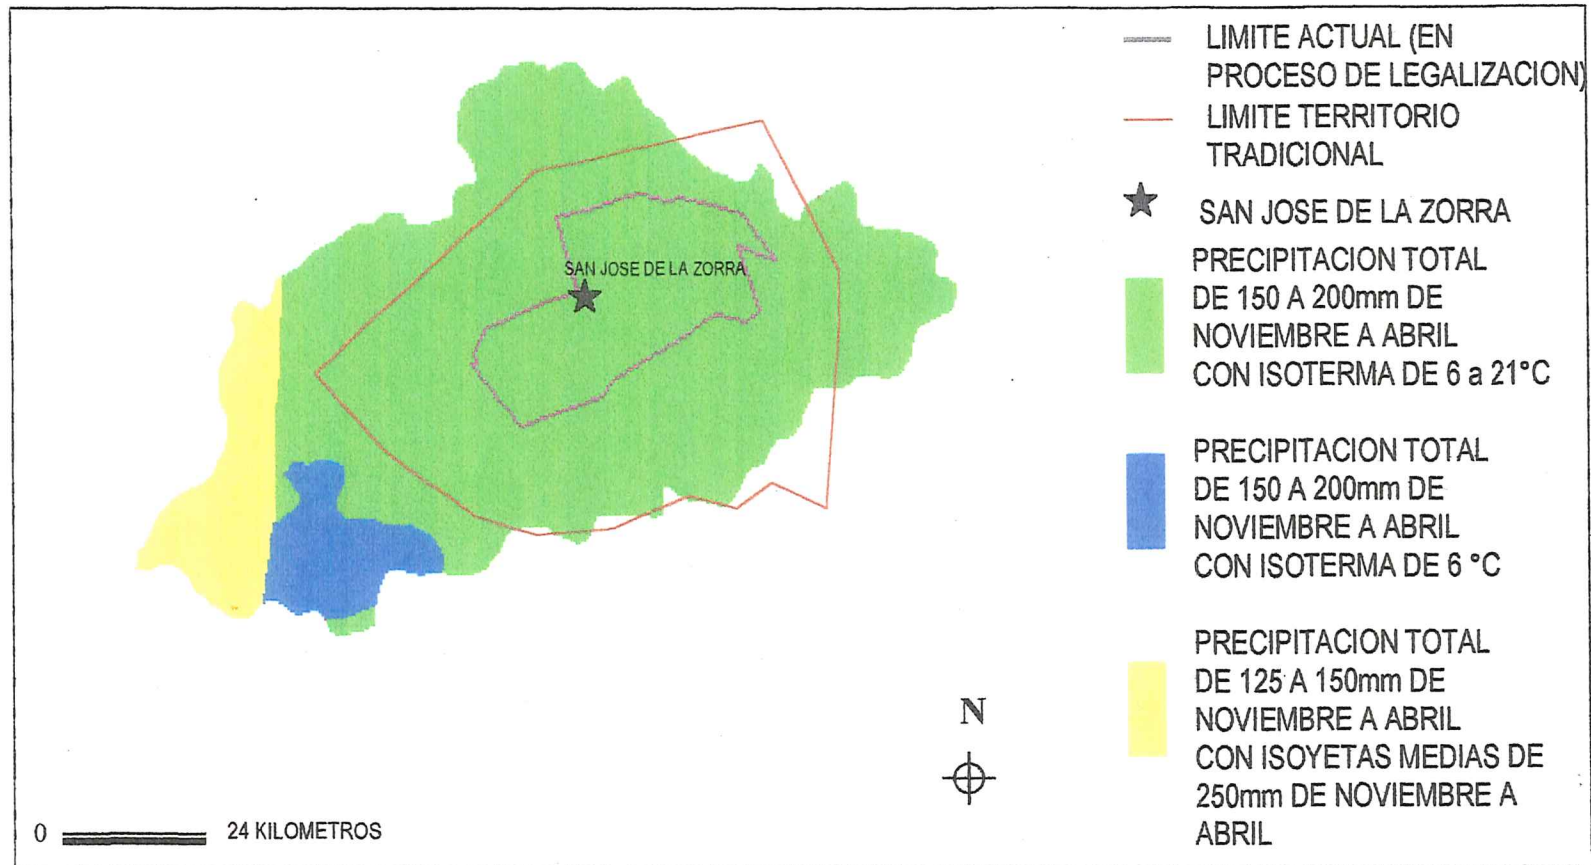 LIMITE ACTUAL (EN
PROCESO DE LEGALIZACION)
LIMITE TERRITORIO
TRADICIONAL
SAN JOSE DE LA ZORRA
PRECIPITACION TOTAL
DE 150 A 200mm DE
NOVIEMBRE A ABRIL
CON ISOTERMA DE 6 a 21°C
PRECIPITACION TOTAL
DE 150 A 200mm DE
NOVIEMBRE A ABRIL
CON ISOTERMA DE 6 °C
PRECIPITACION TOTAL
DE 125 A 150mm DE
NOVIEMBRE A ABRIL
CON ISOYETAS MEDIAS DE
250mm DE NOVIEMBRE A
ABRIL
SAN JOSE DE LA ZORRA
N
0 24 KILOMETROS